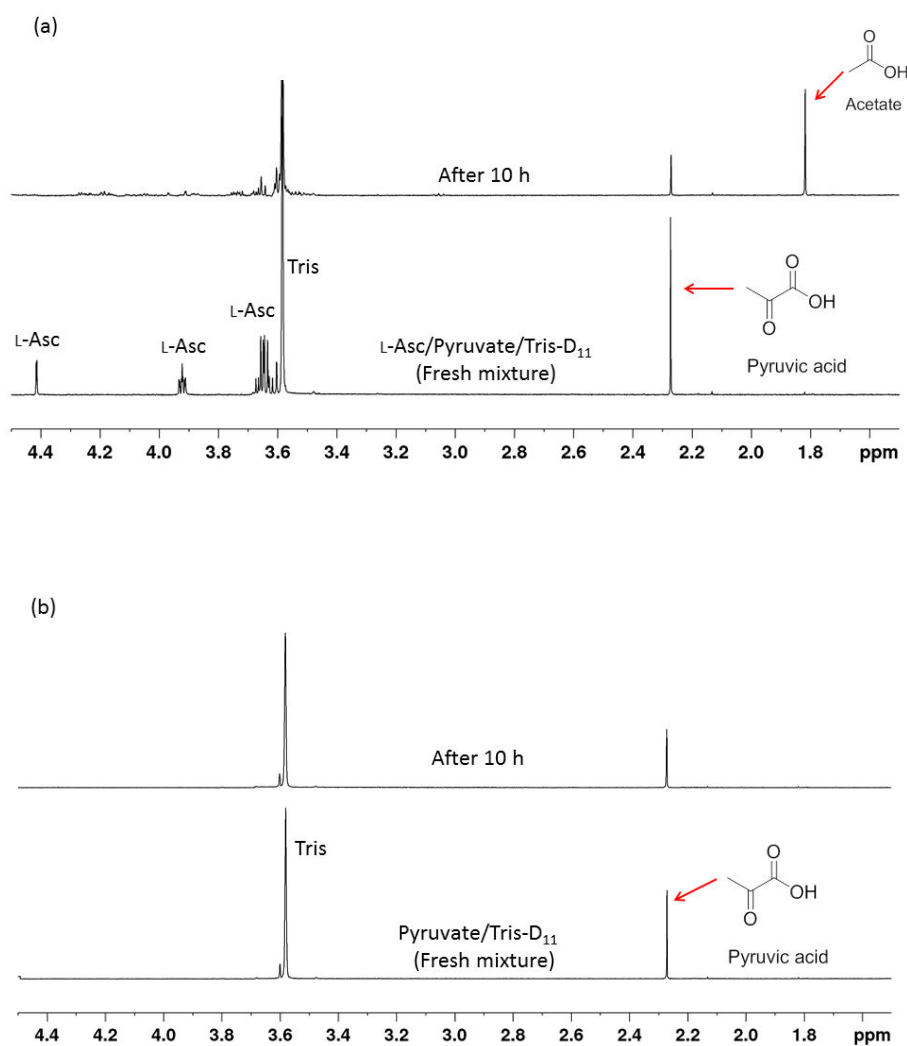 (a)
O
OH
Acetate
After 10 h
Tris
L-Asc
L-Asc
L-Asc
L-Asc/Pyruvate/Tris-D₁₁
(Fresh mixture)
O
OH
O
Pyruvic acid
4.4 4.2 4.0 3.8 3.6 3.4 3.2 3.0 2.8 2.6 2.4 2.2 2.0 1.8 ppm
(b)
After 10 h
Tris
Pyruvate/Tris-D₁₁
(Fresh mixture)
O
OH
O
Pyruvic acid
4.4 4.2 4.0 3.8 3.6 3.4 3.2 3.0 2.8 2.6 2.4 2.2 2.0 1.8 ppm